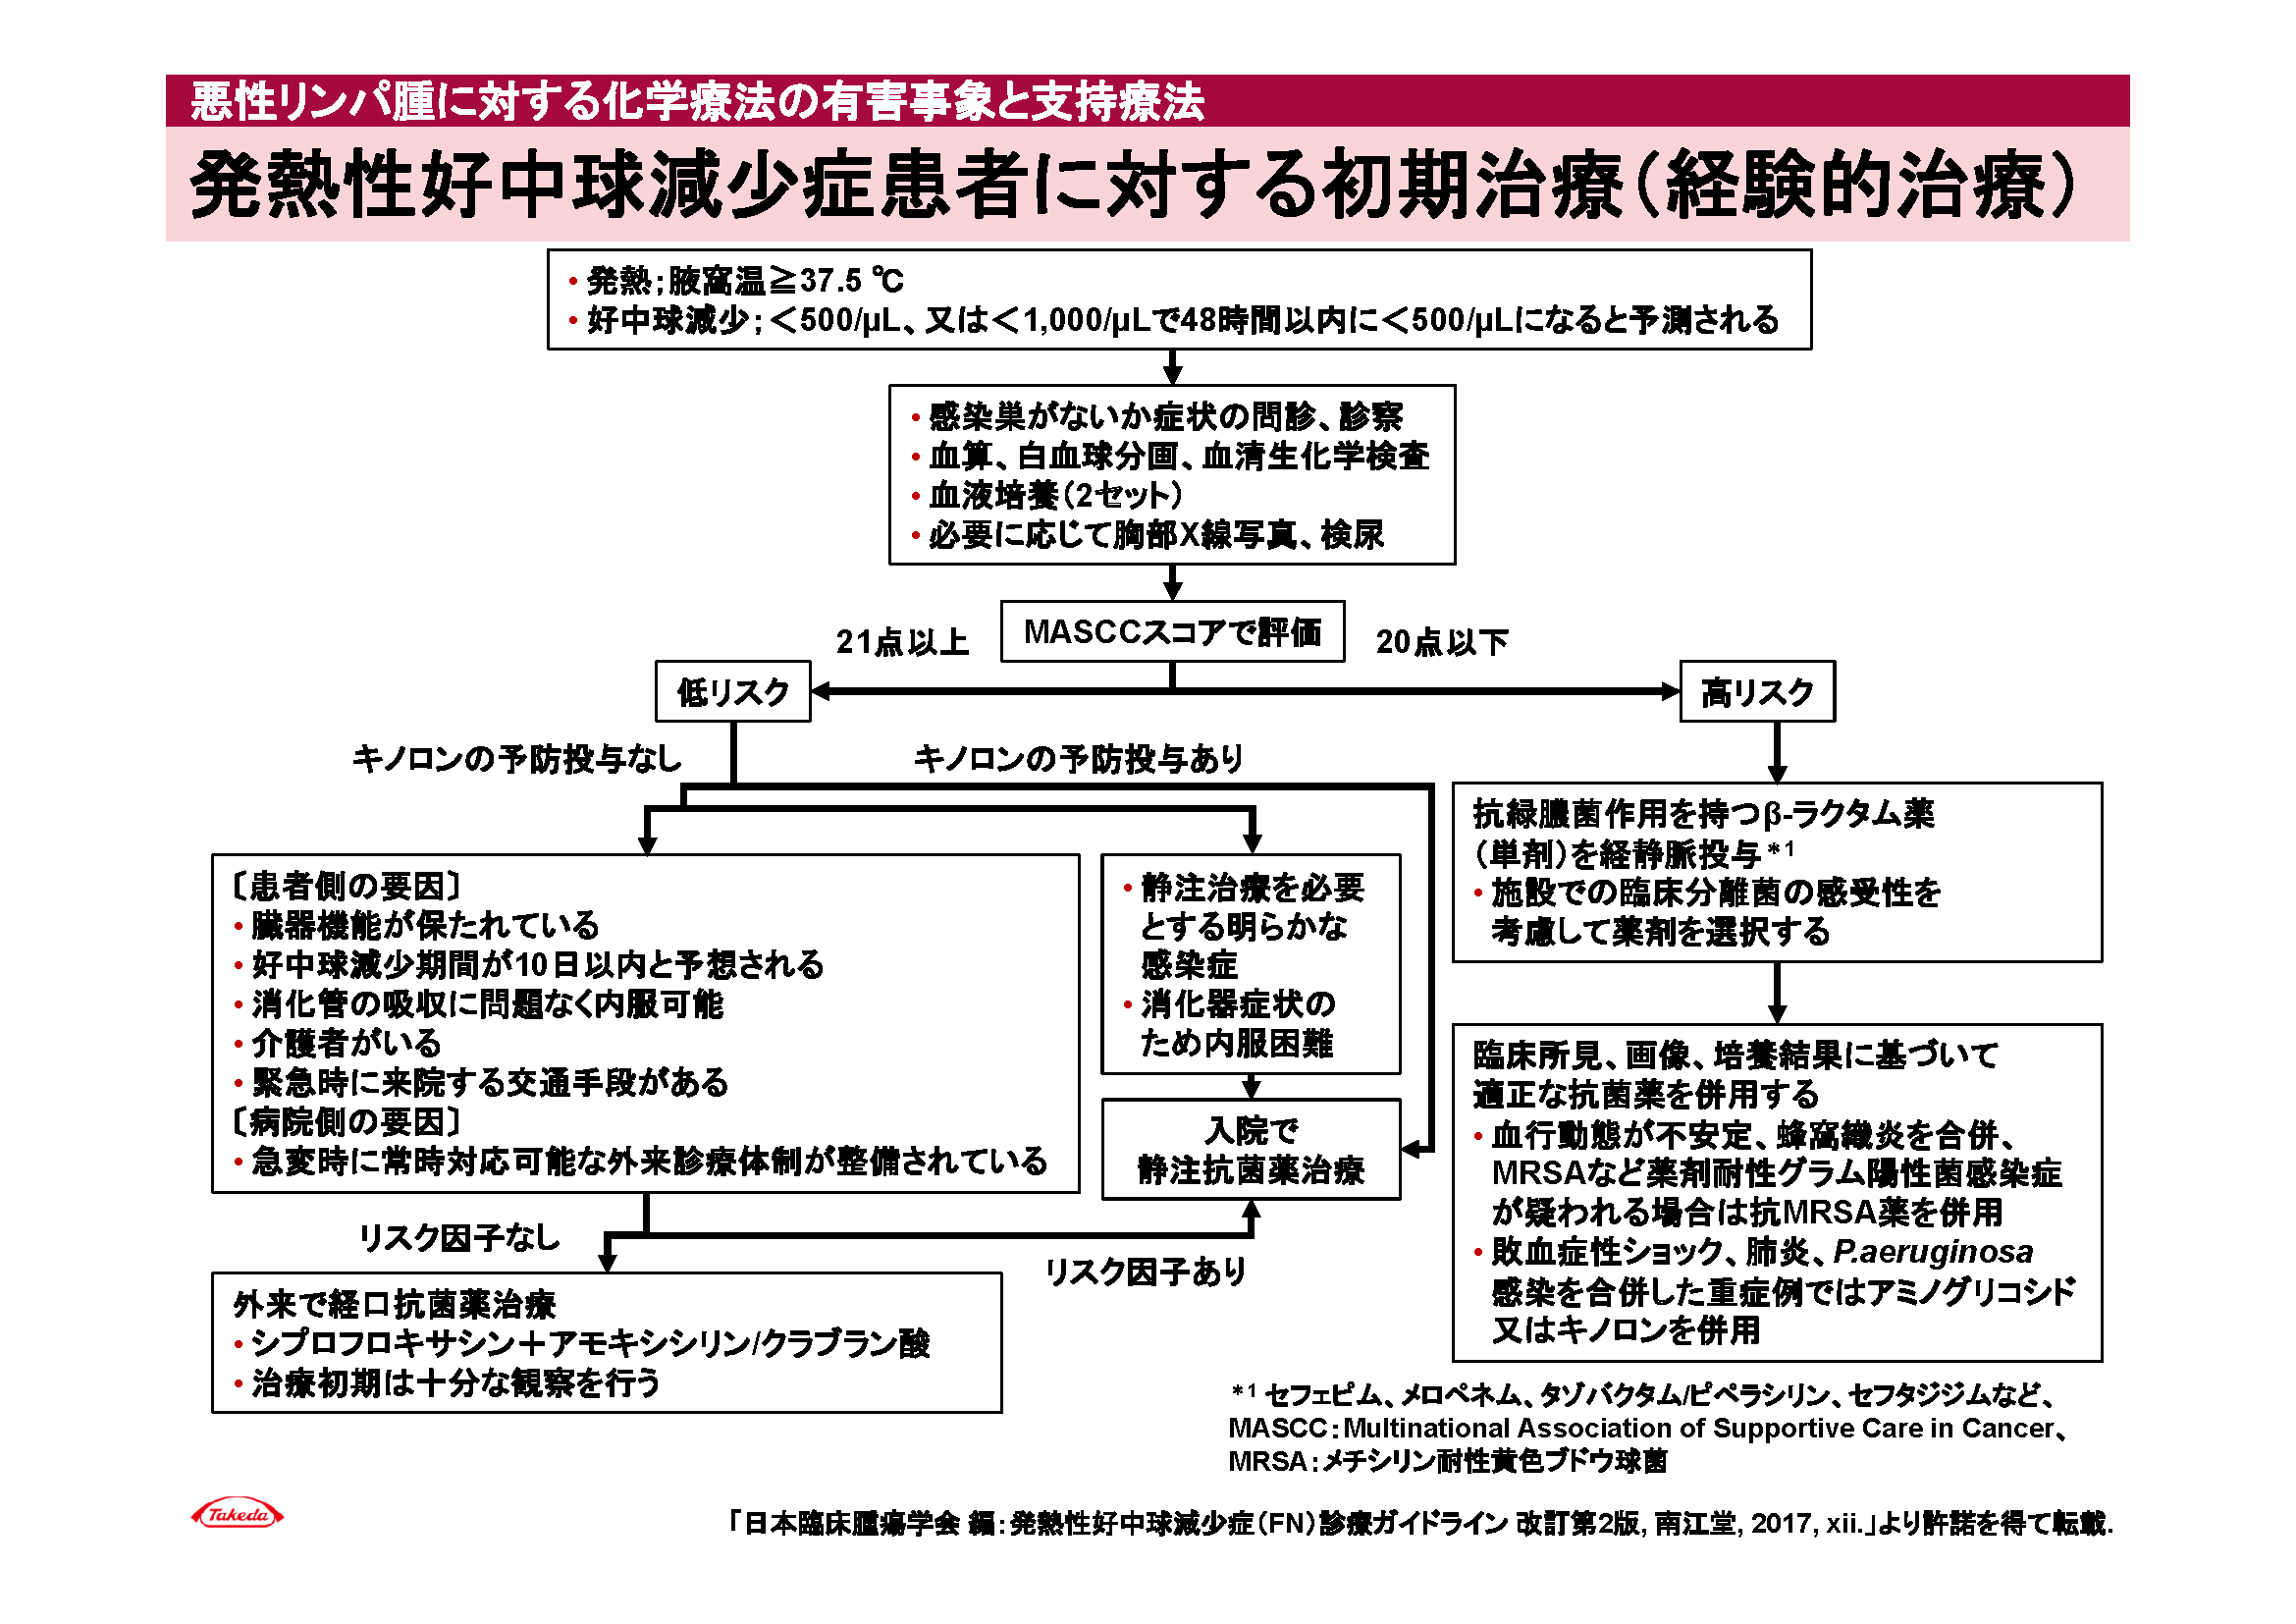 悪性リンパ腫に対する化学療法の有害事象と支持療法
発熱性好中球減少症患者に対する初期治療（経験的治療）
・発熱；腋窩温≧37.5 ℃
・好中球減少；＜500/μL、又は＜1,000/μLで48時間以内に＜500/μLになると予測される
・感染巣がないか症状の問診、診察
・血算、白血球分画、血清生化学検査
・血液培養（2セット）
・必要に応じて胸部X線写真、検尿
MASCCスコアで評価
21点以上
20点以下
低リスク
高リスク
キノロンの予防投与なし
キノロンの予防投与あり
〔患者側の要因〕
・臓器機能が保たれている
・好中球減少期間が10日以内と予想される
・消化管の吸収に問題なく内服可能
・介護者がいる
・緊急時に来院する交通手段がある
〔病院側の要因〕
・急変時に常時対応可能な外来診療体制が整備されている
・静注治療を必要
とする明らかな
感染症
・消化器症状の
ため内服困難
入院で
静注抗菌薬治療
リスク因子なし
リスク因子あり
外来で経口抗菌薬治療
・シプロフロキサシン＋アモキシシリン/クラブラン酸
・治療初期は十分な観察を行う
抗緑膿菌作用を持つβ-ラクタム薬
（単剤）を経静脈投与＊1
・施設での臨床分離菌の感受性を
考慮して薬剤を選択する
臨床所見、画像、培養結果に基づいて
適正な抗菌薬を併用する
・血行動態が不安定、蜂窩織炎を合併、
MRSAなど薬剤耐性グラム陽性菌感染症
が疑われる場合は抗MRSA薬を併用
・敗血症性ショック、肺炎、P.aeruginosa
感染を合併した重症例ではアミノグリコシド
又はキノロンを併用
＊1 セフェピム、メロペネム、タゾバクタム/ピペラシリン、セフタジジムなど、
MASCC：Multinational Association of Supportive Care in Cancer、
MRSA：メチシリン耐性黄色ブドウ球菌
Takeda
「日本臨床腫瘍学会 編：発熱性好中球減少症（FN）診療ガイドライン 改訂第2版, 南江堂, 2017, xii.」より許諾を得て転載.